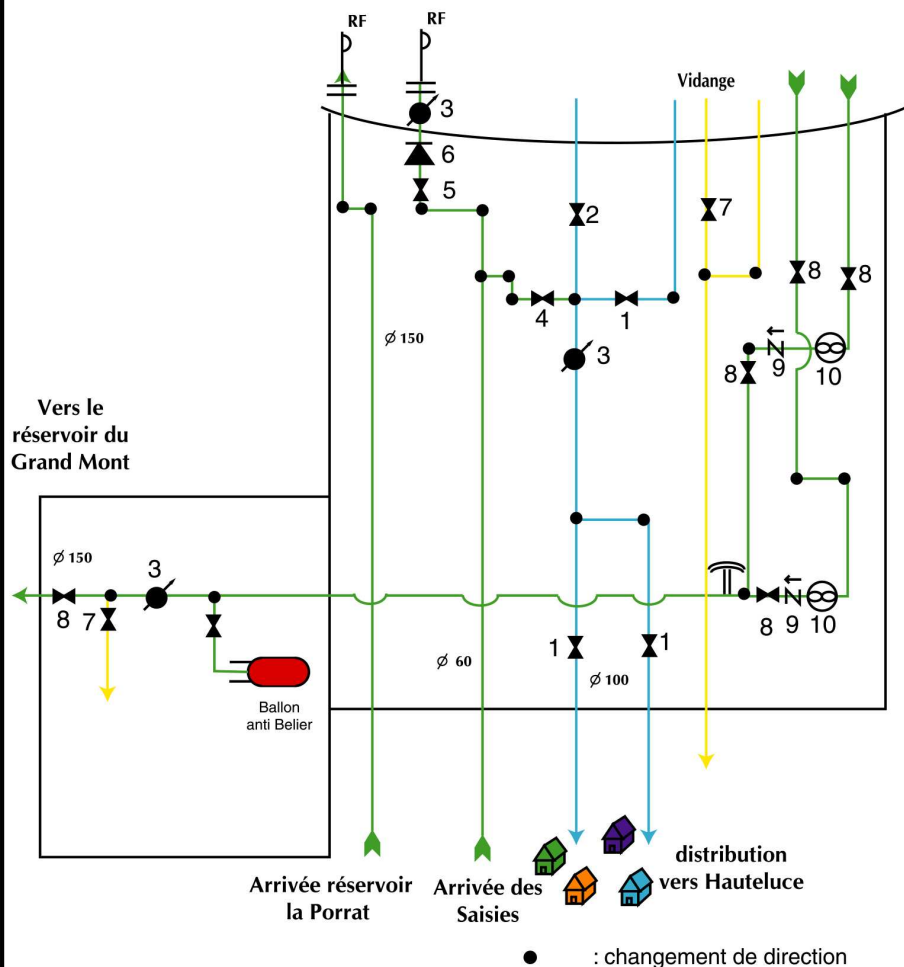 RF
RF
Vidange
3
6
5
2
7
8
8
4
1
ϕ 150
3
8
9
10
Vers le
réservoir du
Grand Mont
ϕ 150
3
8
7
8
9
10
1
1
ϕ 60
ϕ 100
Ballon
anti Belier
Arrivée réservoir
la Porrat
Arrivée des
Saisies
distribution
vers Hauteluce
: changement de direction